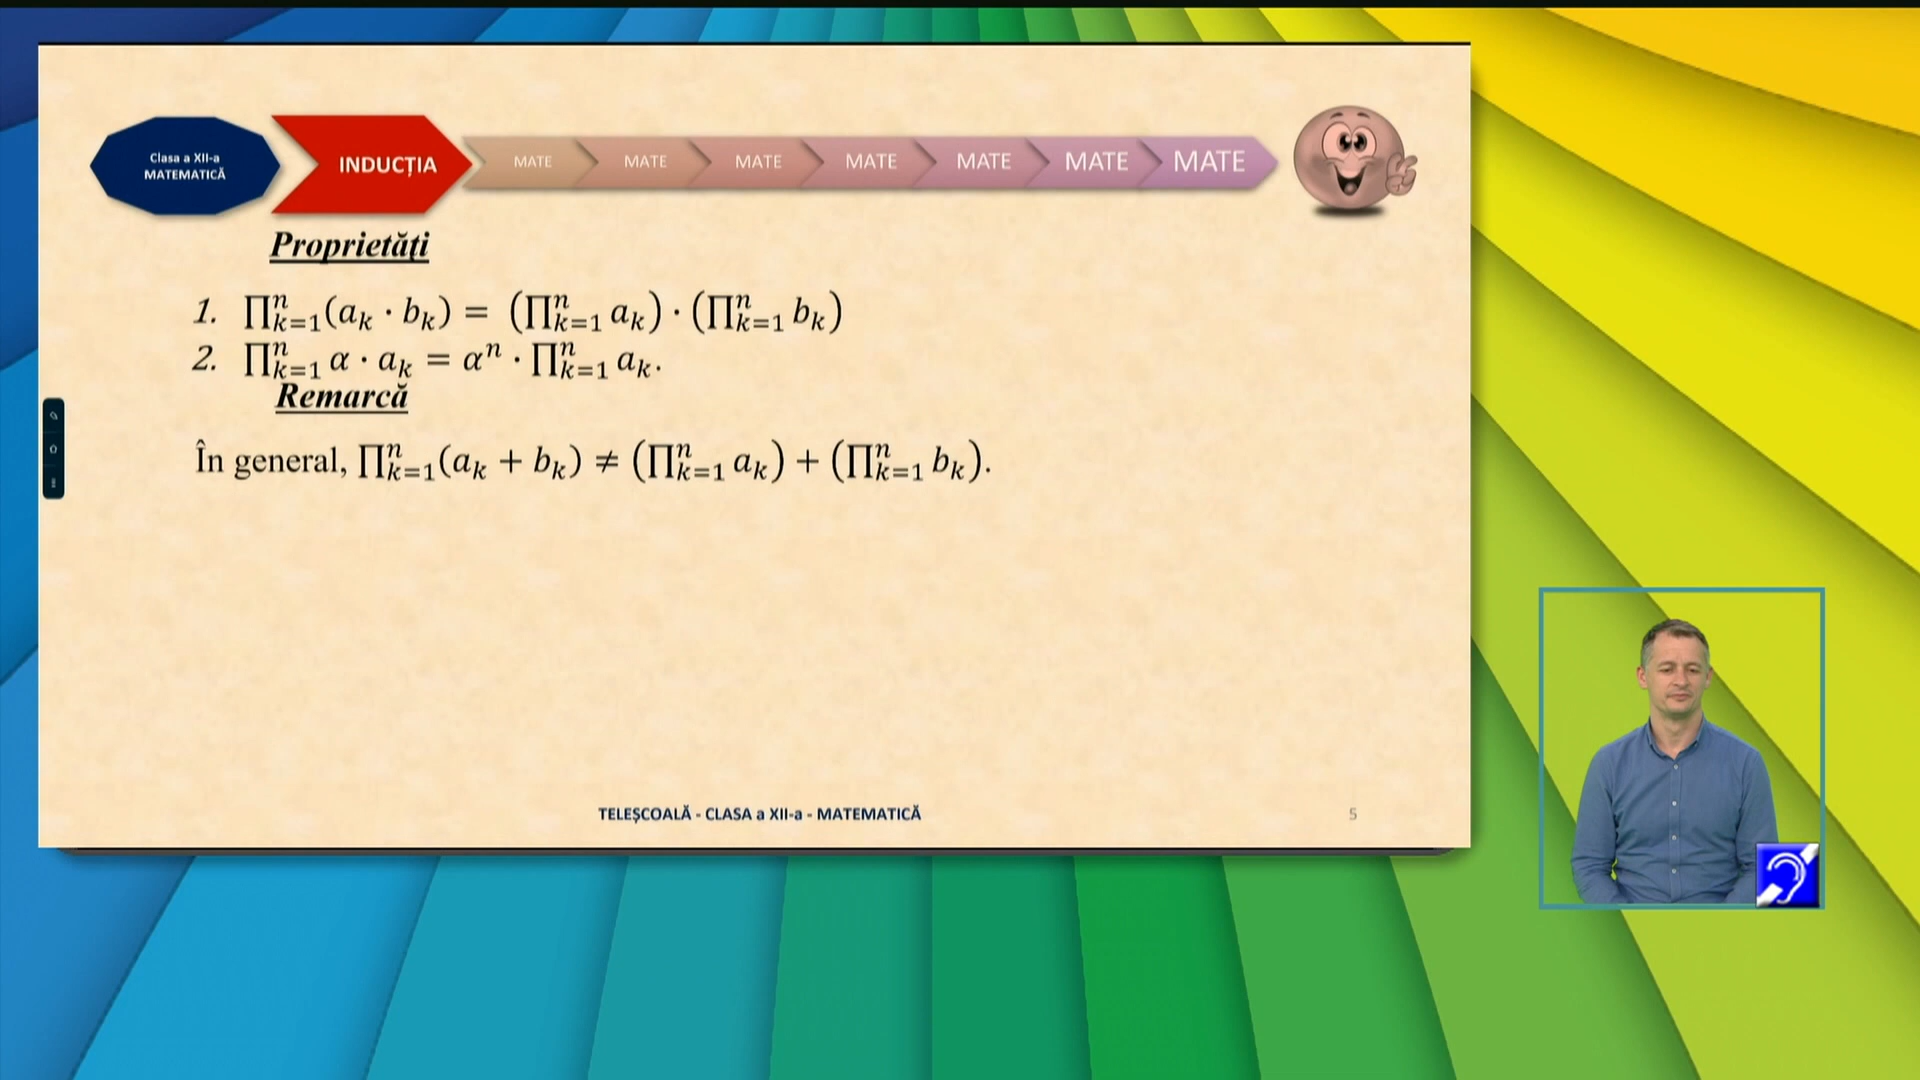 Clasa a XII-a
MATEMATICĂ
INDUCȚIA
MATE
MATE
MATE
MATE
MATE
MATE
MATE
Proprietăți
1. ∏ⁿₖ₌₁(aₖ · bₖ) = (∏ⁿₖ₌₁ aₖ) · (∏ⁿₖ₌₁ bₖ)
2. ∏ⁿₖ₌₁ α · aₖ = αⁿ · ∏ⁿₖ₌₁ aₖ.
Remarcă
În general, ∏ⁿₖ₌₁(aₖ + bₖ) ≠ (∏ⁿₖ₌₁ aₖ) + (∏ⁿₖ₌₁ bₖ).
TELEȘCOALĂ - CLASA a XII-a - MATEMATICĂ
5